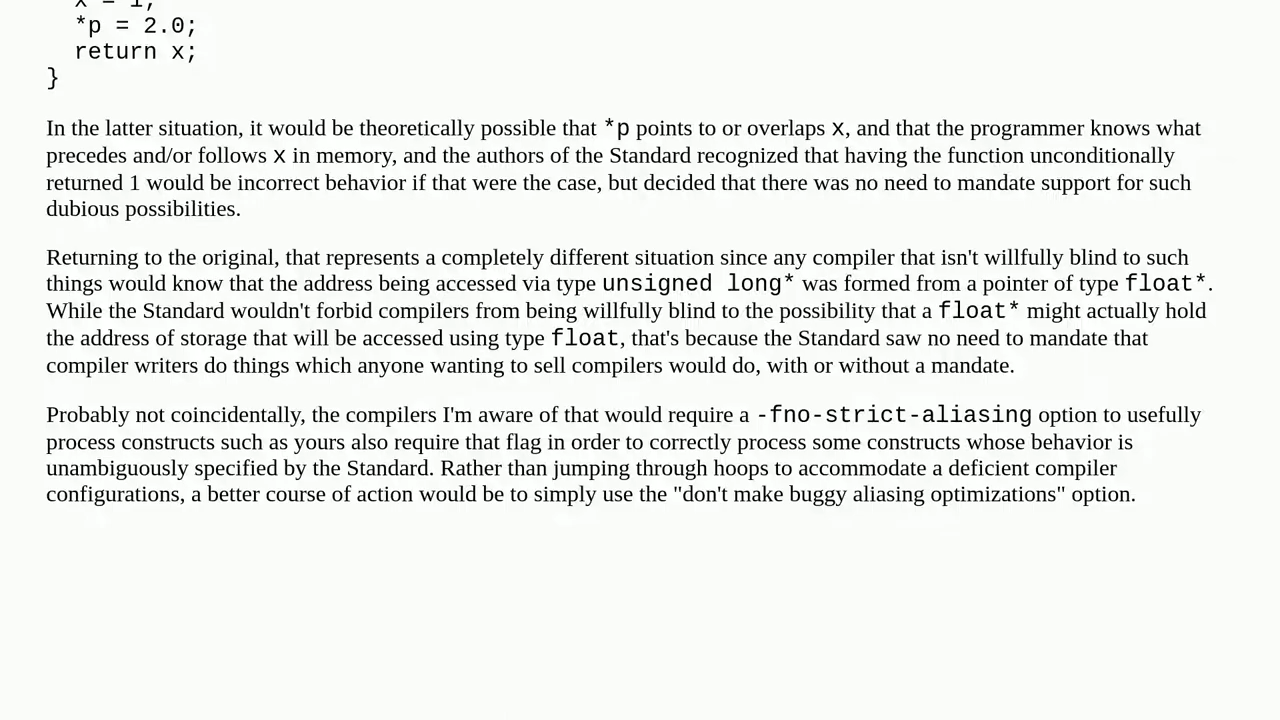 x = 1;
*p = 2.0;
return x;
}
In the latter situation, it would be theoretically possible that *p points to or overlaps x, and that the programmer knows what
precedes and/or follows x in memory, and the authors of the Standard recognized that having the function unconditionally
returned 1 would be incorrect behavior if that were the case, but decided that there was no need to mandate support for such
dubious possibilities.
Returning to the original, that represents a completely different situation since any compiler that isn't willfully blind to such
things would know that the address being accessed via type unsigned long* was formed from a pointer of type float*.
While the Standard wouldn't forbid compilers from being willfully blind to the possibility that a float* might actually hold
the address of storage that will be accessed using type float, that's because the Standard saw no need to mandate that
compiler writers do things which anyone wanting to sell compilers would do, with or without a mandate.
Probably not coincidentally, the compilers I'm aware of that would require a -fno-strict-aliasing option to usefully
process constructs such as yours also require that flag in order to correctly process some constructs whose behavior is
unambiguously specified by the Standard. Rather than jumping through hoops to accommodate a deficient compiler
configurations, a better course of action would be to simply use the "don't make buggy aliasing optimizations" option.